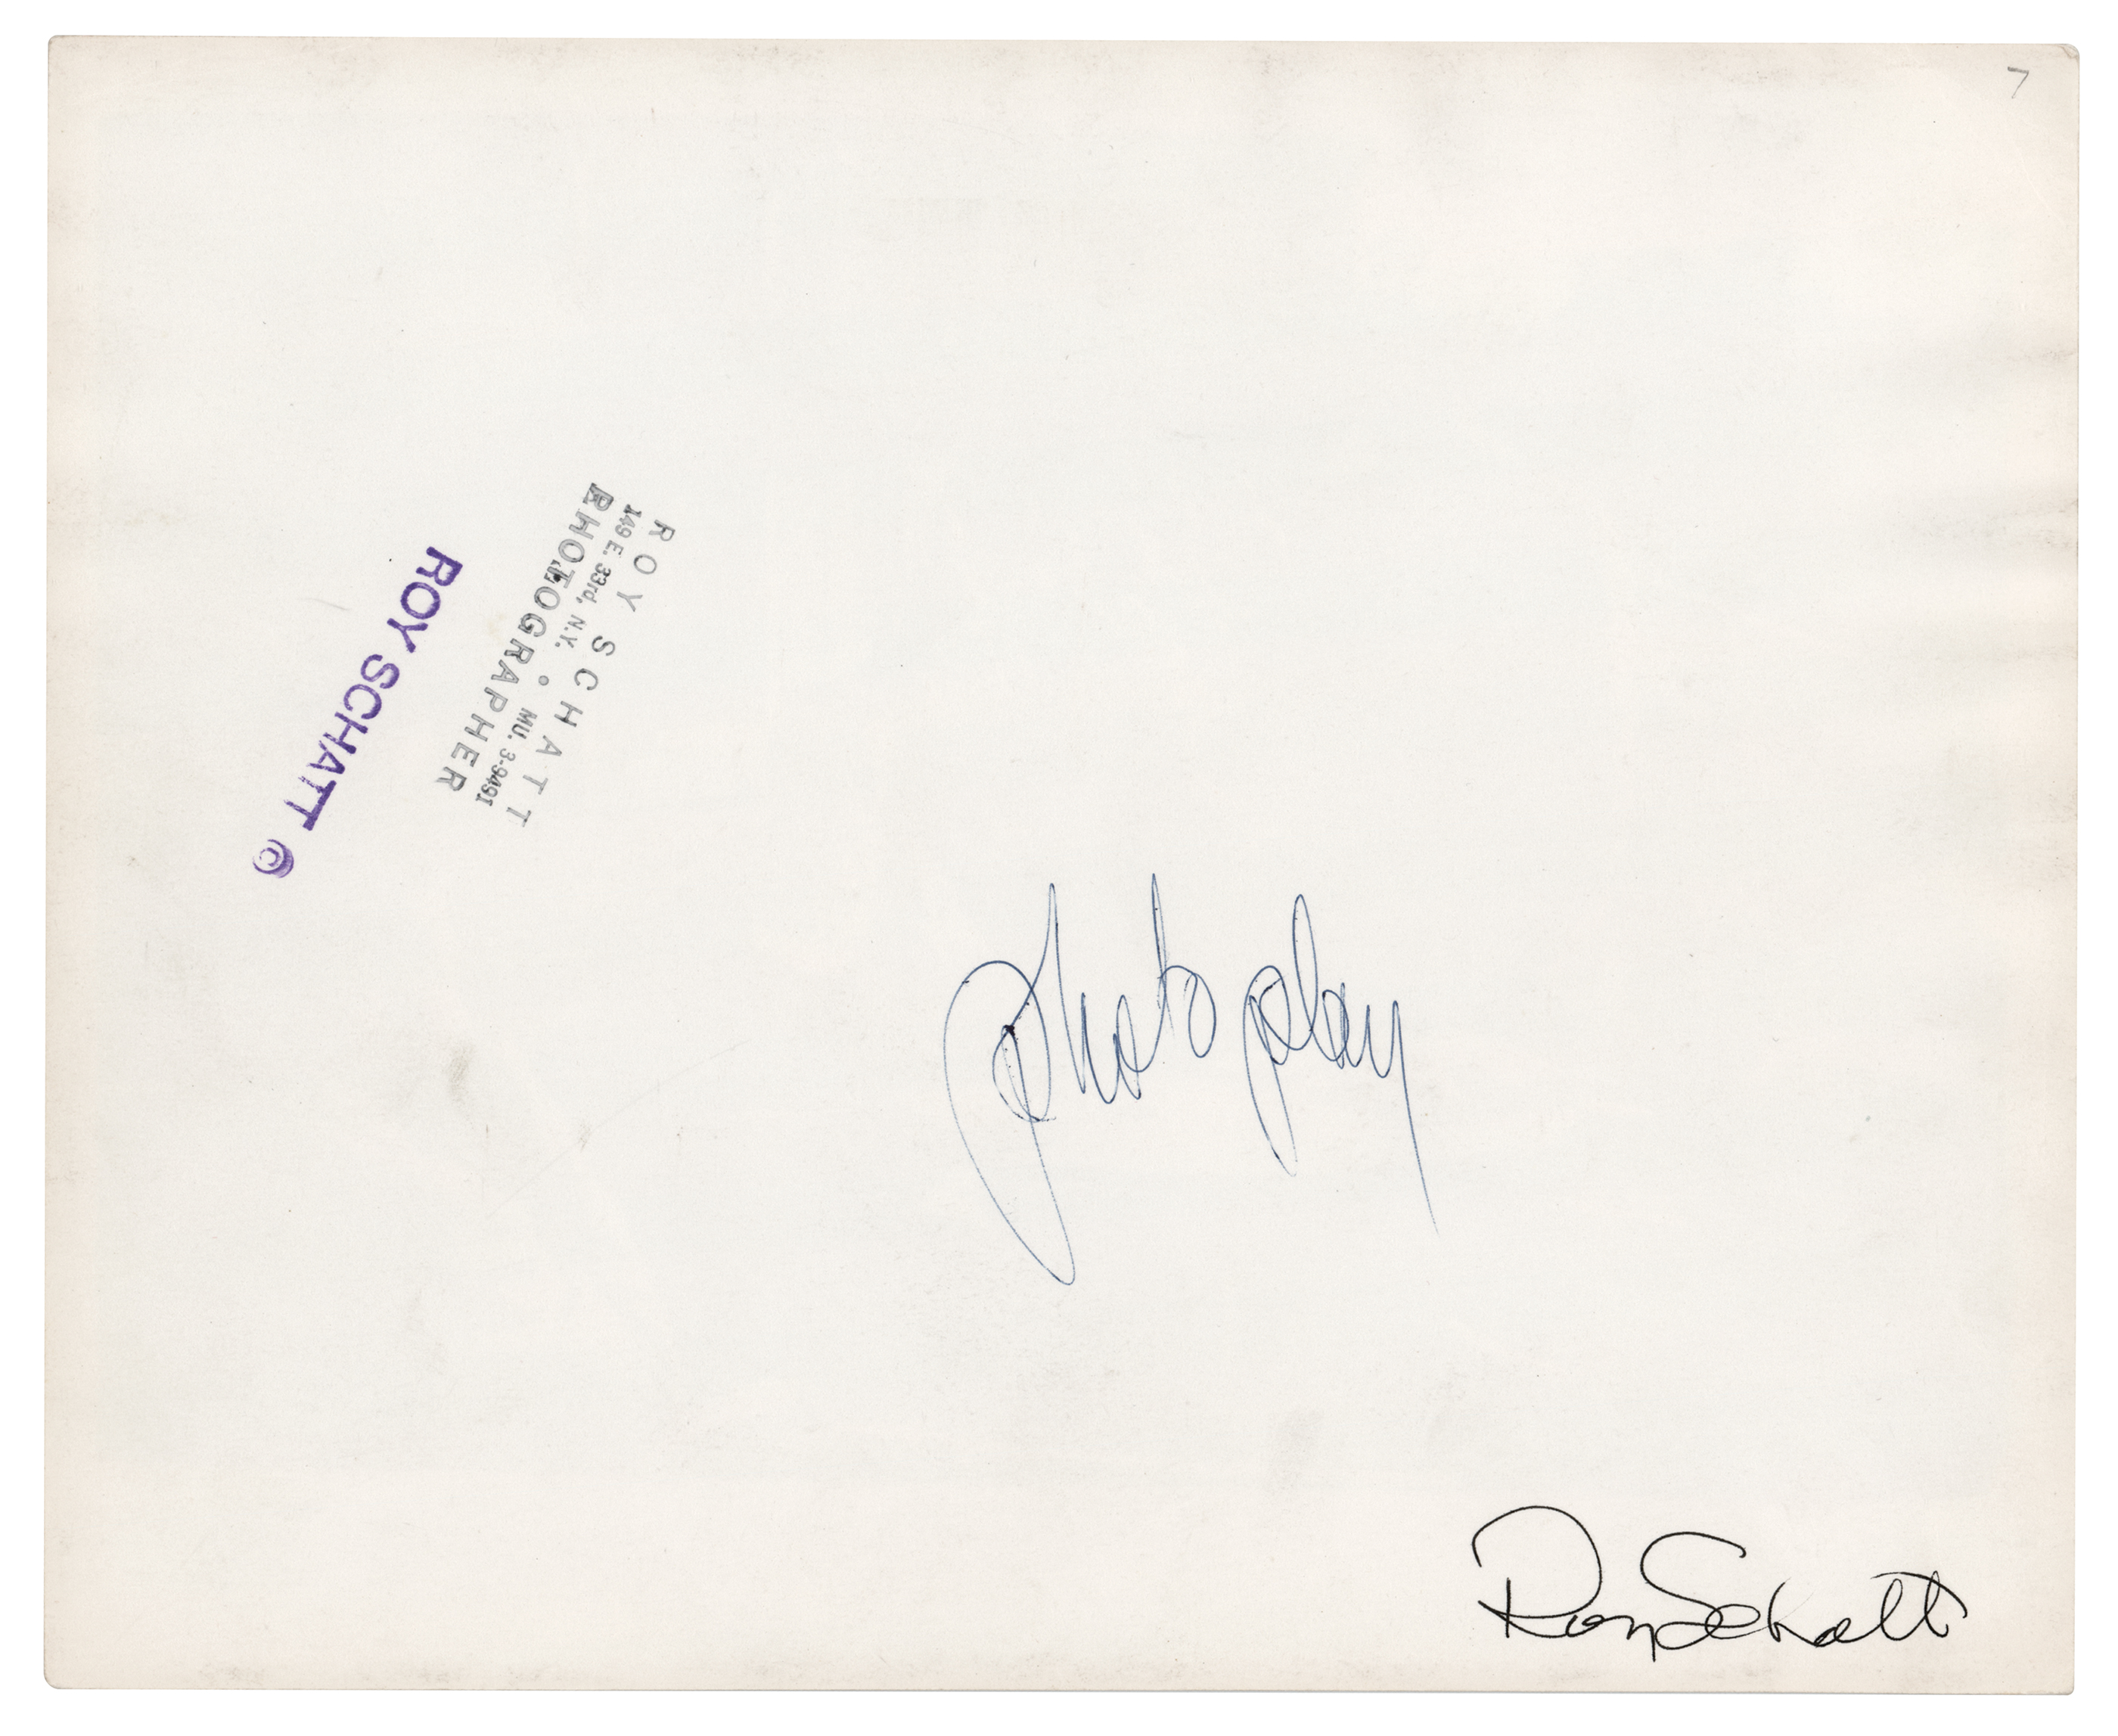 7
ROY SCHATT
149 E. 33rd, N.Y. • MU. 3-9491
PHOTOGRAPHER
ROY SCHATT ©
photoplay
Roy Schatt